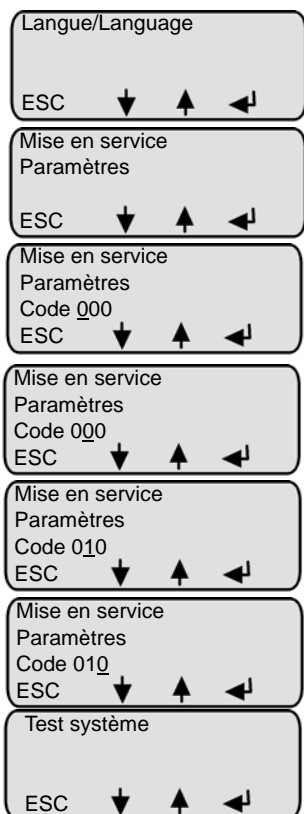 Langue/Language
ESC
Mise en service
Paramètres
ESC
Mise en service
Paramètres
Code 000
ESC
Mise en service
Paramètres
Code 000
ESC
Mise en service
Paramètres
Code 010
ESC
Mise en service
Paramètres
Code 010
ESC
Test système
ESC